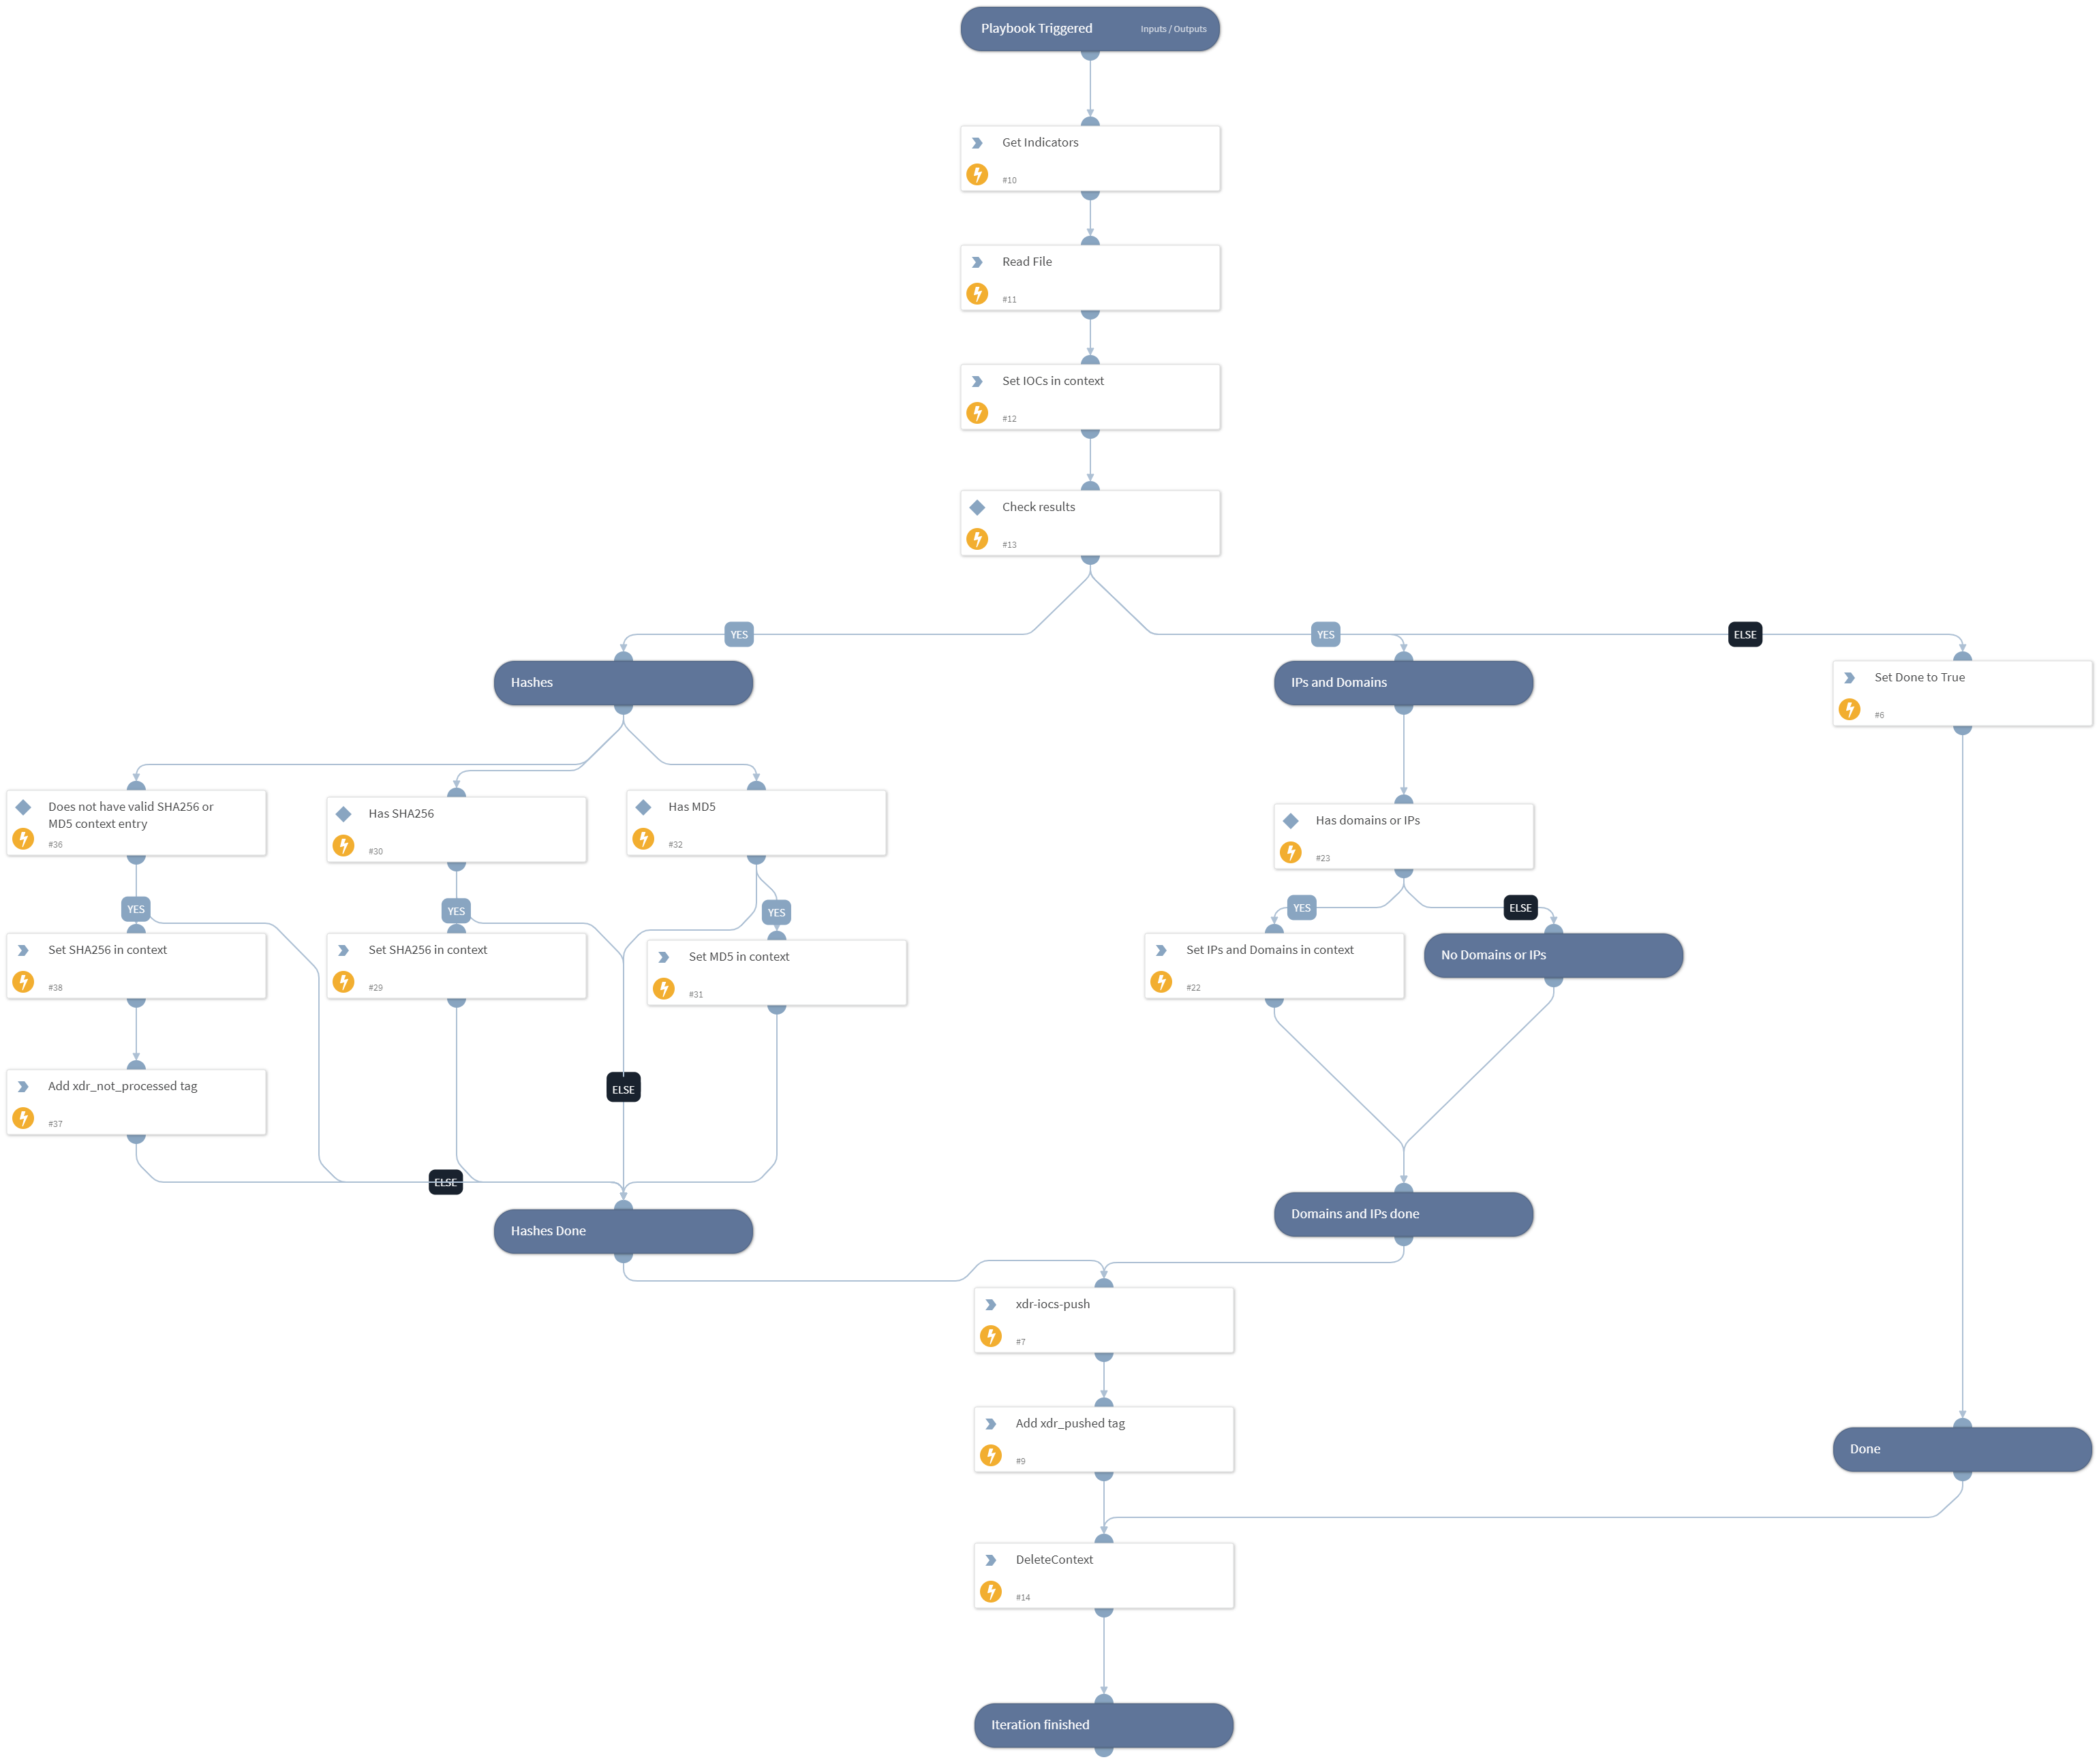 Playbook Triggered Inputs / Outputs
Get Indicators
#10
Read File
#11
Set IOCs in context
#12
Check results
#13
YES
YES
ELSE
Hashes
IPs and Domains
Set Done to True
#6
Does not have valid SHA256 or
MD5 context entry
#36
Has SHA256
#30
Has MD5
#32
Has domains or IPs
#23
YES
YES
YES
YES
ELSE
Set SHA256 in context
#38
Set SHA256 in context
#29
Set MD5 in context
#31
Set IPs and Domains in context
#22
No Domains or IPs
Add xdr_not_processed tag
#37
ELSE
ELSE
Hashes Done
Domains and IPs done
xdr-iocs-push
#7
Add xdr_pushed tag
#9
Done
DeleteContext
#14
Iteration finished